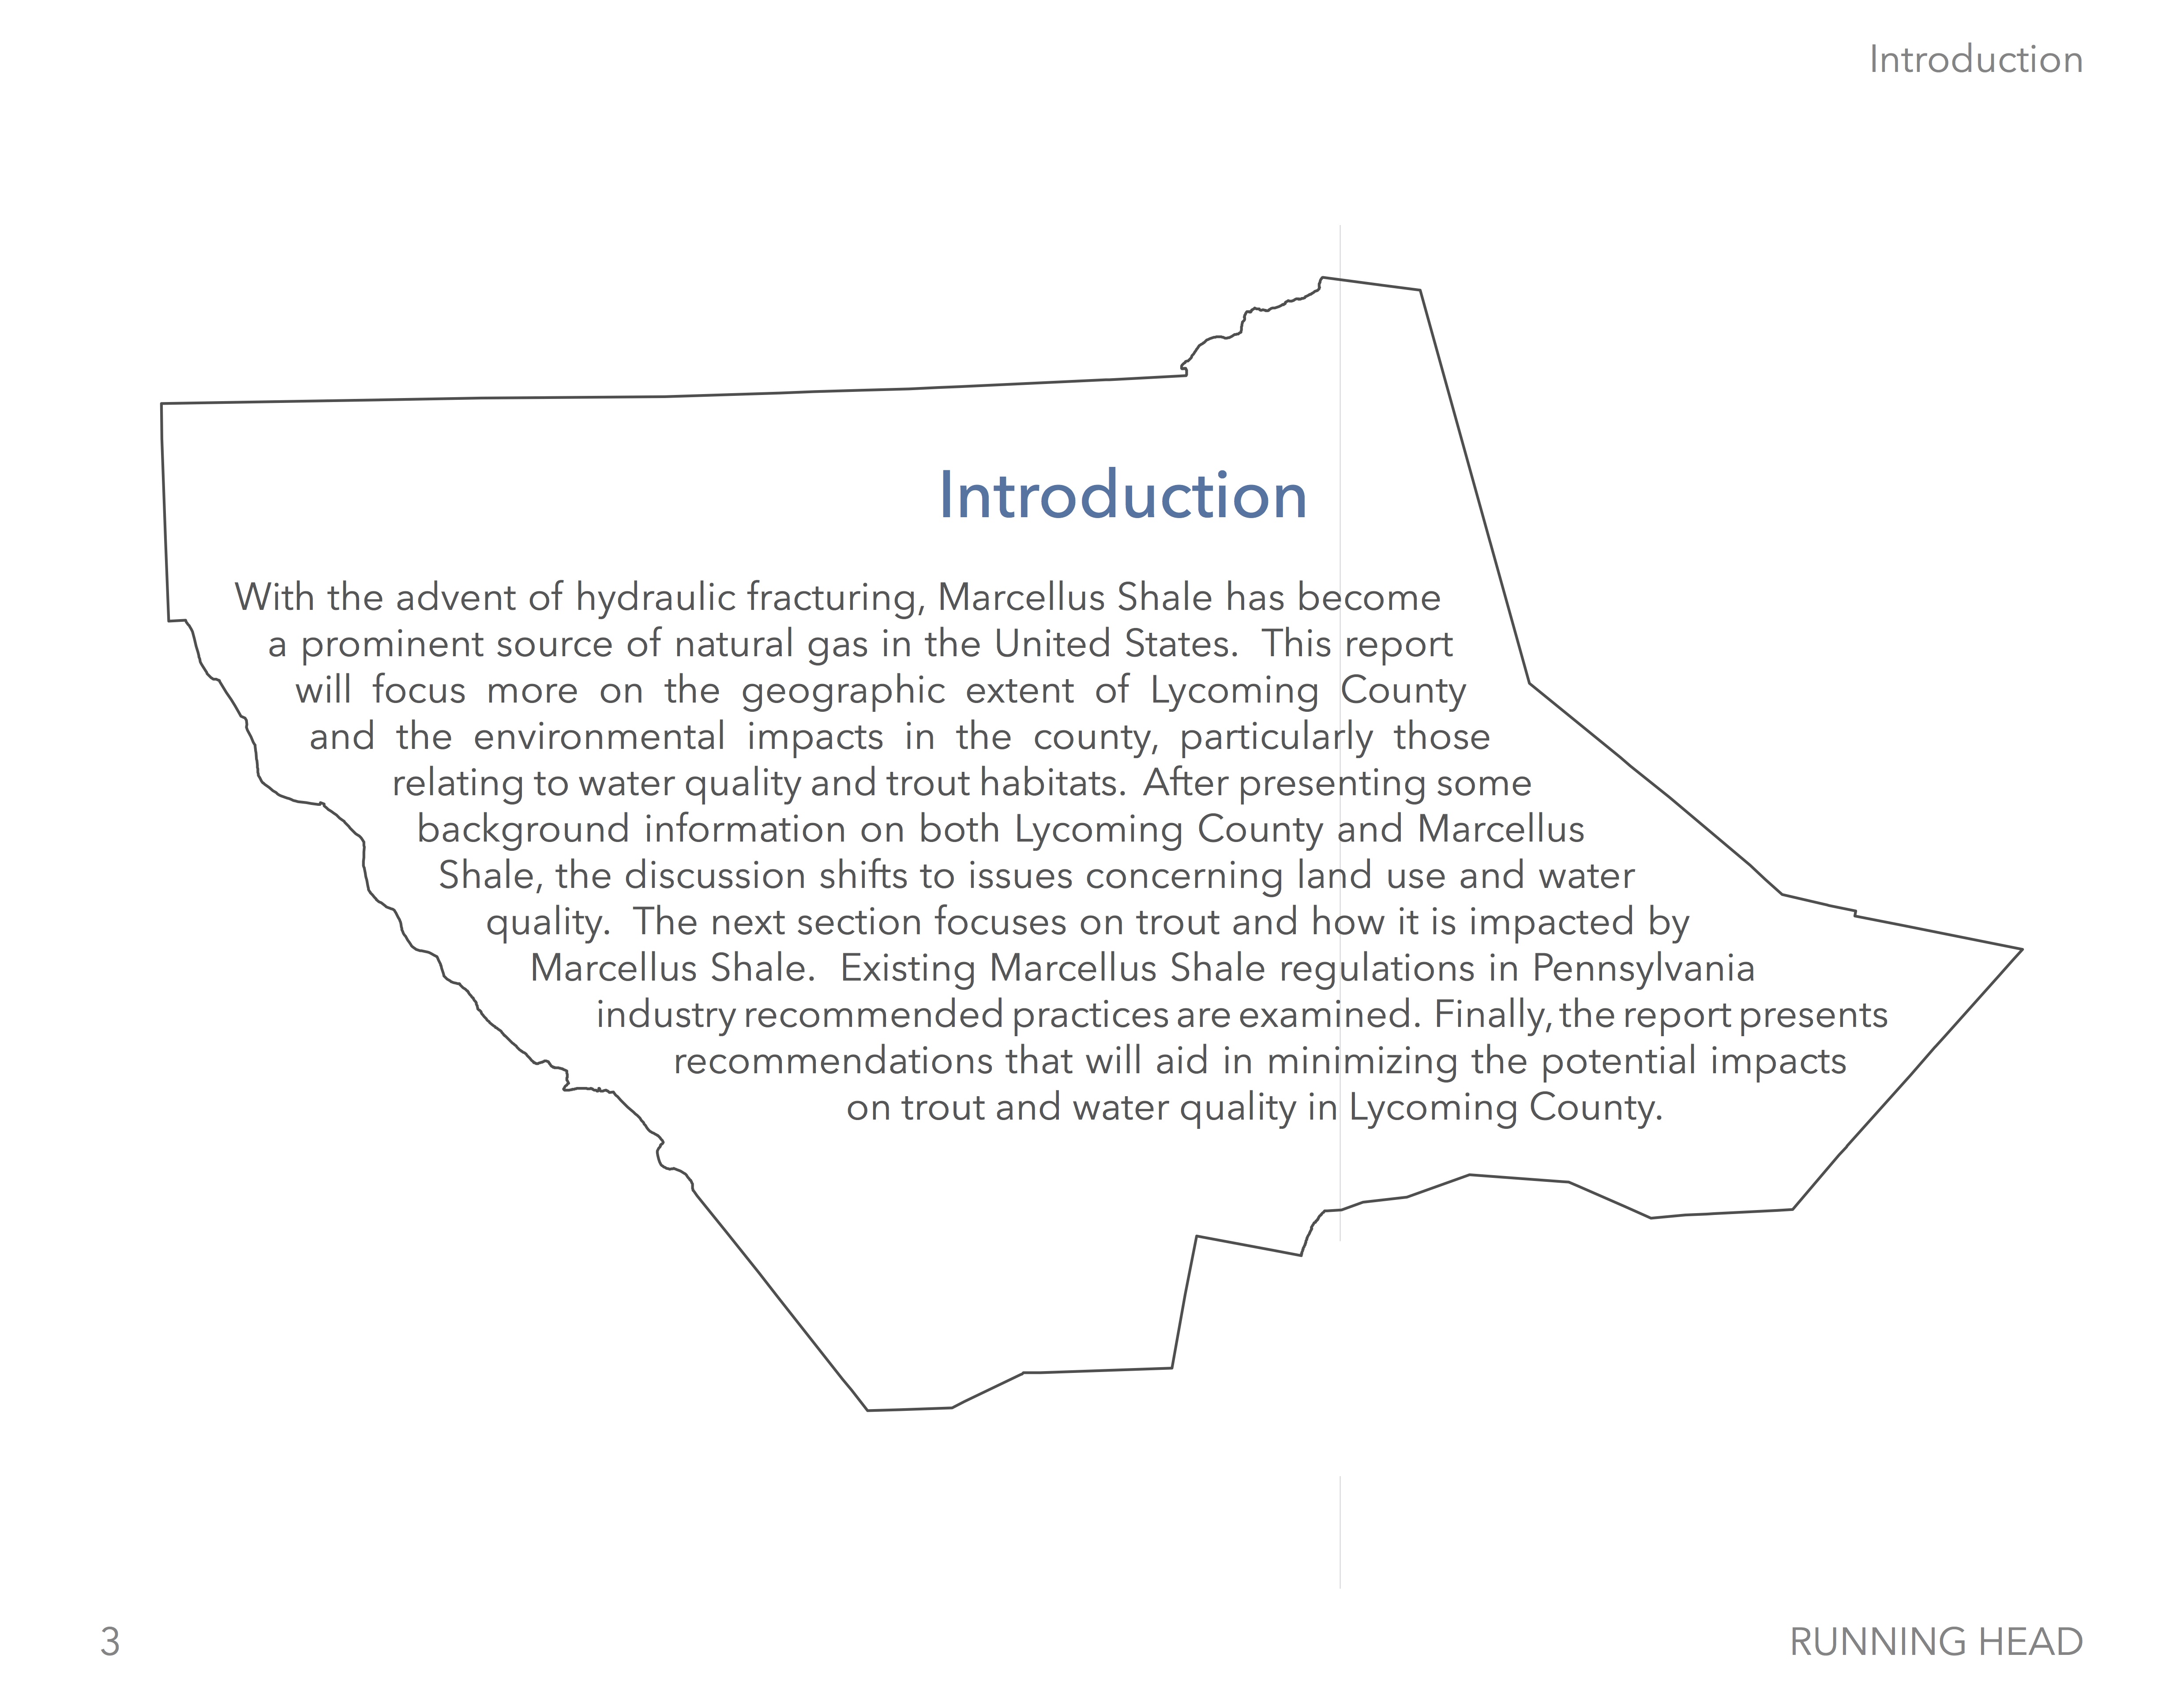 Introduction
Introduction
With the advent of hydraulic fracturing, Marcellus Shale has become
a prominent source of natural gas in the United States.  This report
will focus more on the geographic extent of Lycoming County
and the environmental impacts in the county, particularly those
relating to water quality and trout habitats.  After presenting some
background information on both Lycoming County and Marcellus
Shale, the discussion shifts to issues concerning land use and water
quality.  The next section focuses on trout and how it is impacted by
Marcellus Shale.  Existing Marcellus Shale regulations in Pennsylvania
industry recommended practices are examined. Finally, the report presents
recommendations that will aid in minimizing the potential impacts
on trout and water quality in Lycoming County.
3
RUNNING HEAD